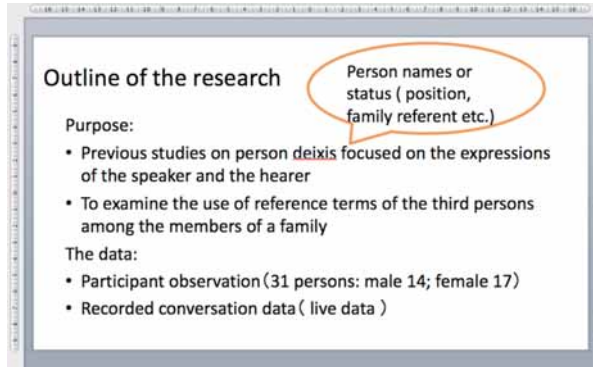 Outline of the research
Person names or
status ( position,
family referent etc.)
Purpose:
• Previous studies on person deixis focused on the expressions
of the speaker and the hearer
• To examine the use of reference terms of the third persons
among the members of a family
The data:
• Participant observation(31 persons: male 14; female 17)
• Recorded conversation data( live data )